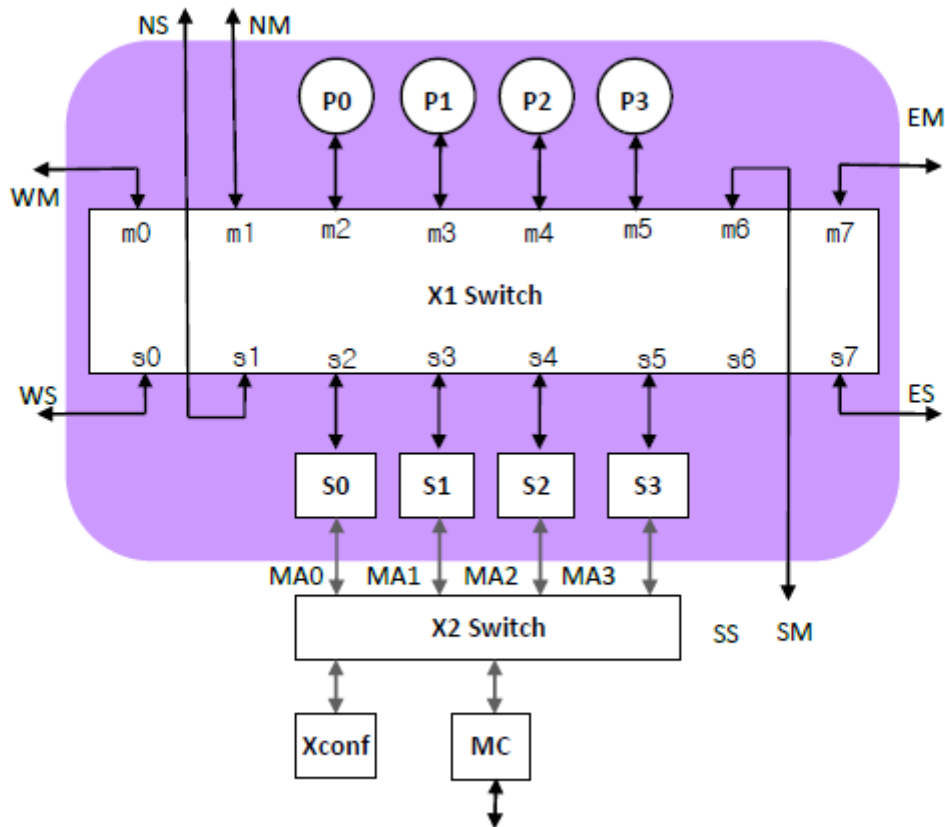 NS NM
P0 P1 P2 P3
EM
WM
m0 m1 m2 m3 m4 m5 m6 m7
X1 Switch
s0 s1 s2 s3 s4 s5 s6 s7
WS ES
S0 S1 S2 S3
MA0 MA1 MA2 MA3
X2 Switch
SS SM
Xconf MC